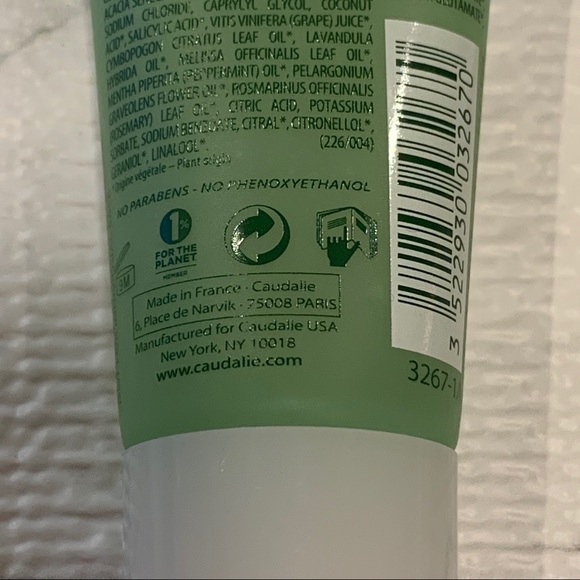 SODIUM CHLORIDE, CAPRYLYL GLYCOL, COCONUT
ACID*, SALICYLIC ACID*, VITIS VINIFERA (GRAPE) JUICE*,
CYMBOPOGON CITRATUS LEAF OIL*, LAVANDULA
HYBRIDA OIL*, MELISSA OFFICINALIS LEAF OIL*,
MENTHA PIPERITA (PEPPERMINT) OIL*, PELARGONIUM
GRAVEOLENS FLOWER OIL*, ROSMARINUS OFFICINALIS
(ROSEMARY) LEAF OIL*, CITRIC ACID, POTASSIUM
SORBATE, SODIUM BENZOATE, CITRAL*, CITRONELLOL*,
GERANIOL*, LINALOOL*. (226/004)
* Origine végétale – Plant origin
NO PARABENS - NO PHENOXYETHANOL
1%
FOR THE
PLANET
MEMBER
Made in France · Caudalie
6, Place de Narvik · 75008 PARIS
Manufactured for Caudalie USA
New York, NY 10018
www.caudalie.com
3 522930 032670
3267-1